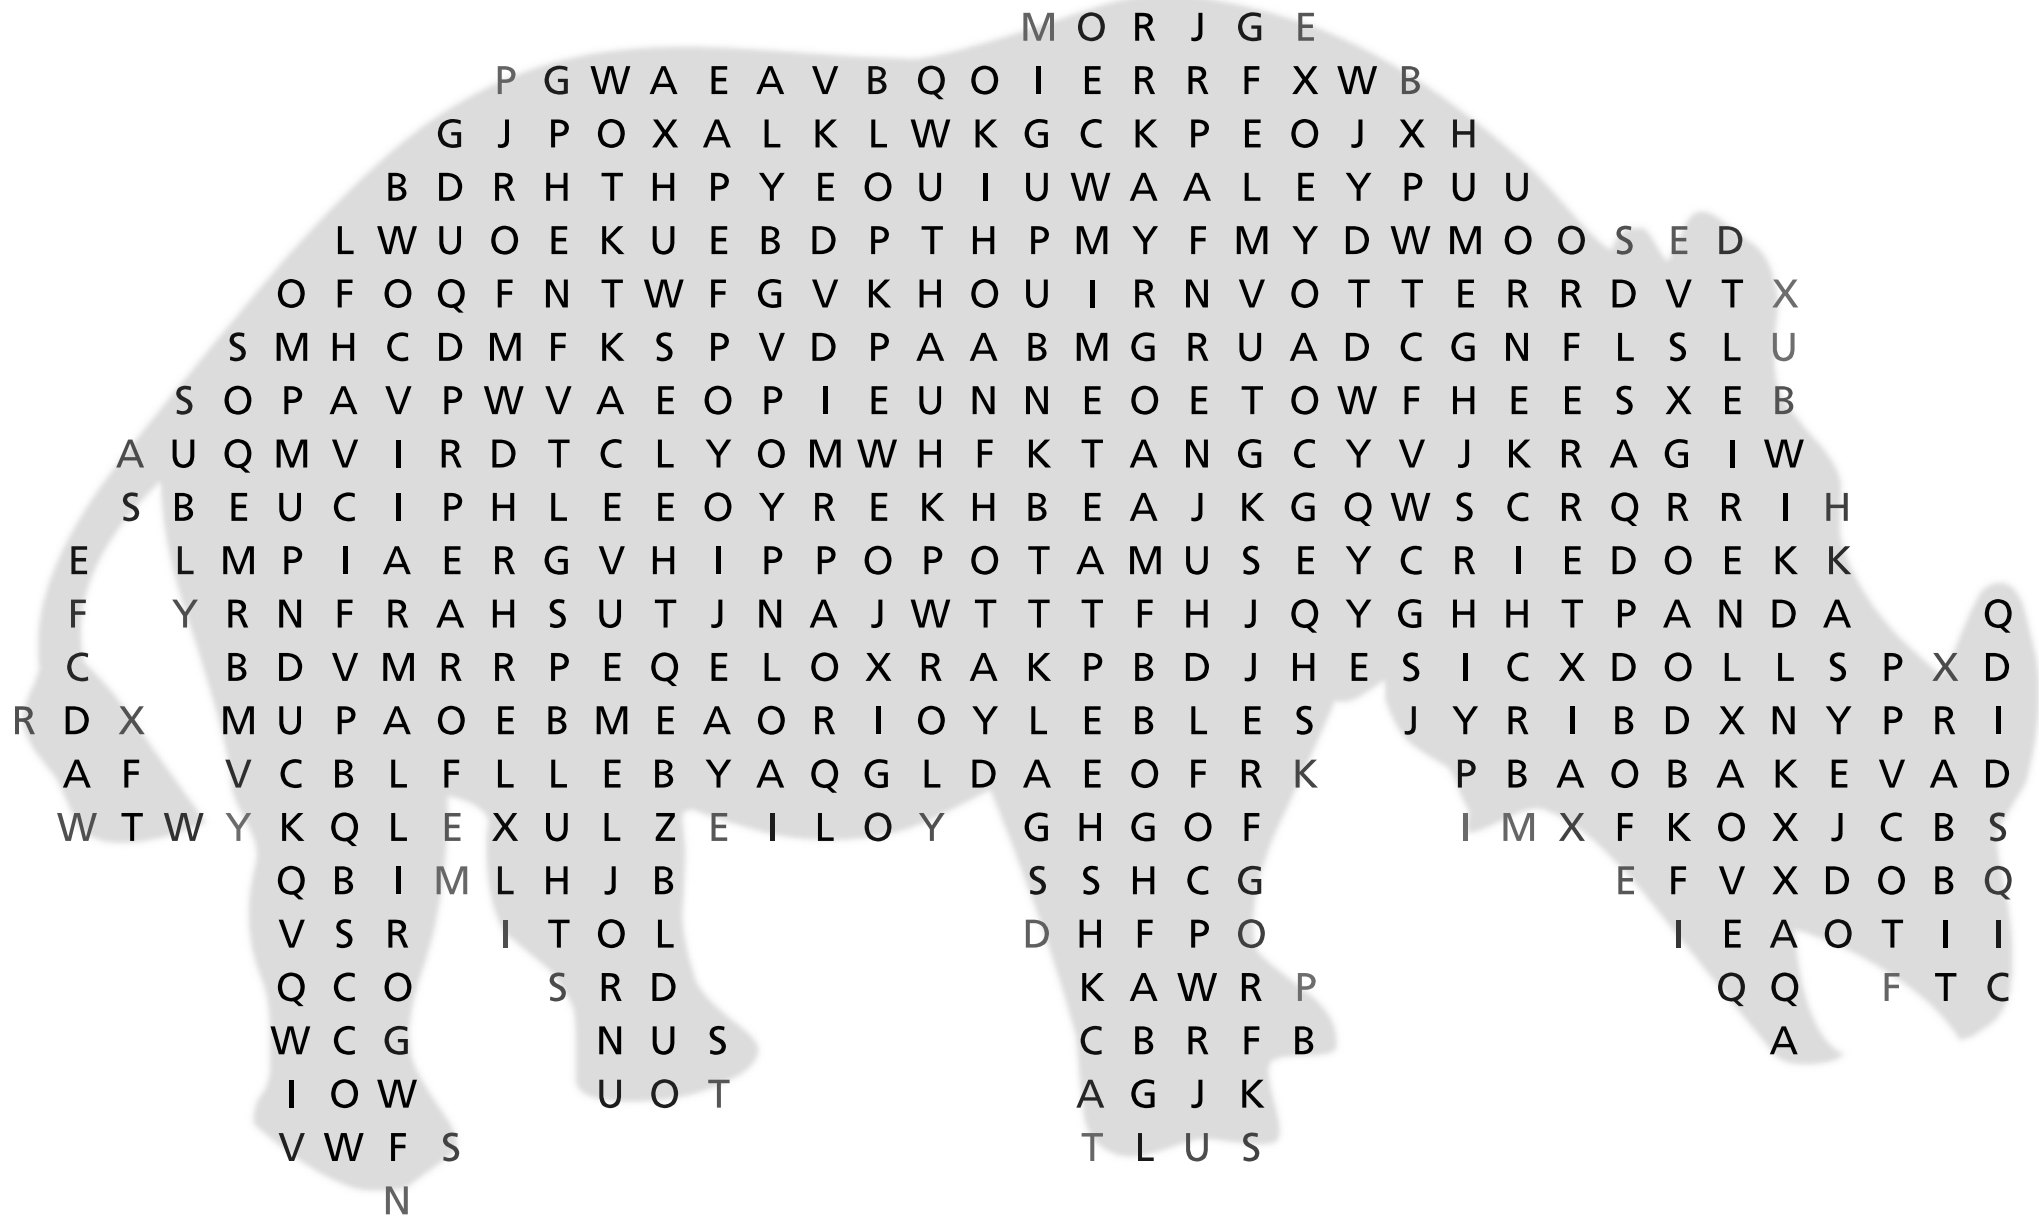 M O R J G E
P G W A E A V B Q O I E R R F X W B
G J P O X A L K L W K G C K P E O J X H
B D R H T H P Y E O U I U W A A L E Y P U U
L W U O E K U E B D P T H P M Y F M Y D W M O O S E D
O F O Q F N T W F G V K H O U I R N V O T T E R R D V T X
S M H C D M F K S P V D P A A B M G R U A D C G N F L S L U
S O P A V P W V A E O P I E U N N E O E T O W F H E E S X E B
A U Q M V I R D T C L Y O M W H F K T A N G C Y V J K R A G I W
S B E U C I P H L E E O Y R E K H B E A J K G Q W S C R Q R R I H
E L M P I A E R G V H I P P O P O T A M U S E Y C R I E D O E K K
F Y R N F R A H S U T J N A J W T T T F H J Q Y G H H T P A N D A Q
C B D V M R R P E Q E L O X R A K P B D J H E S I C X D O L L S P X D
R D X M U P A O E B M E A O R I O Y L E B L E S J Y R I B D X N Y P R I
A F V C B L F L L E B Y A Q G L D A E O F R K P B A O B A K E V A D
W T W Y K Q L E X U L Z E I L O Y G H G O F I M X F K O X J C B S
Q B I M L H J B S S H C G E F V X D O B Q
V S R I T O L D H F P O I E A O T I I
Q C O S R D K A W R P Q Q F T C
W C G N U S C B R F B A
I O W U O T A G J K
V W F S T L U S
N